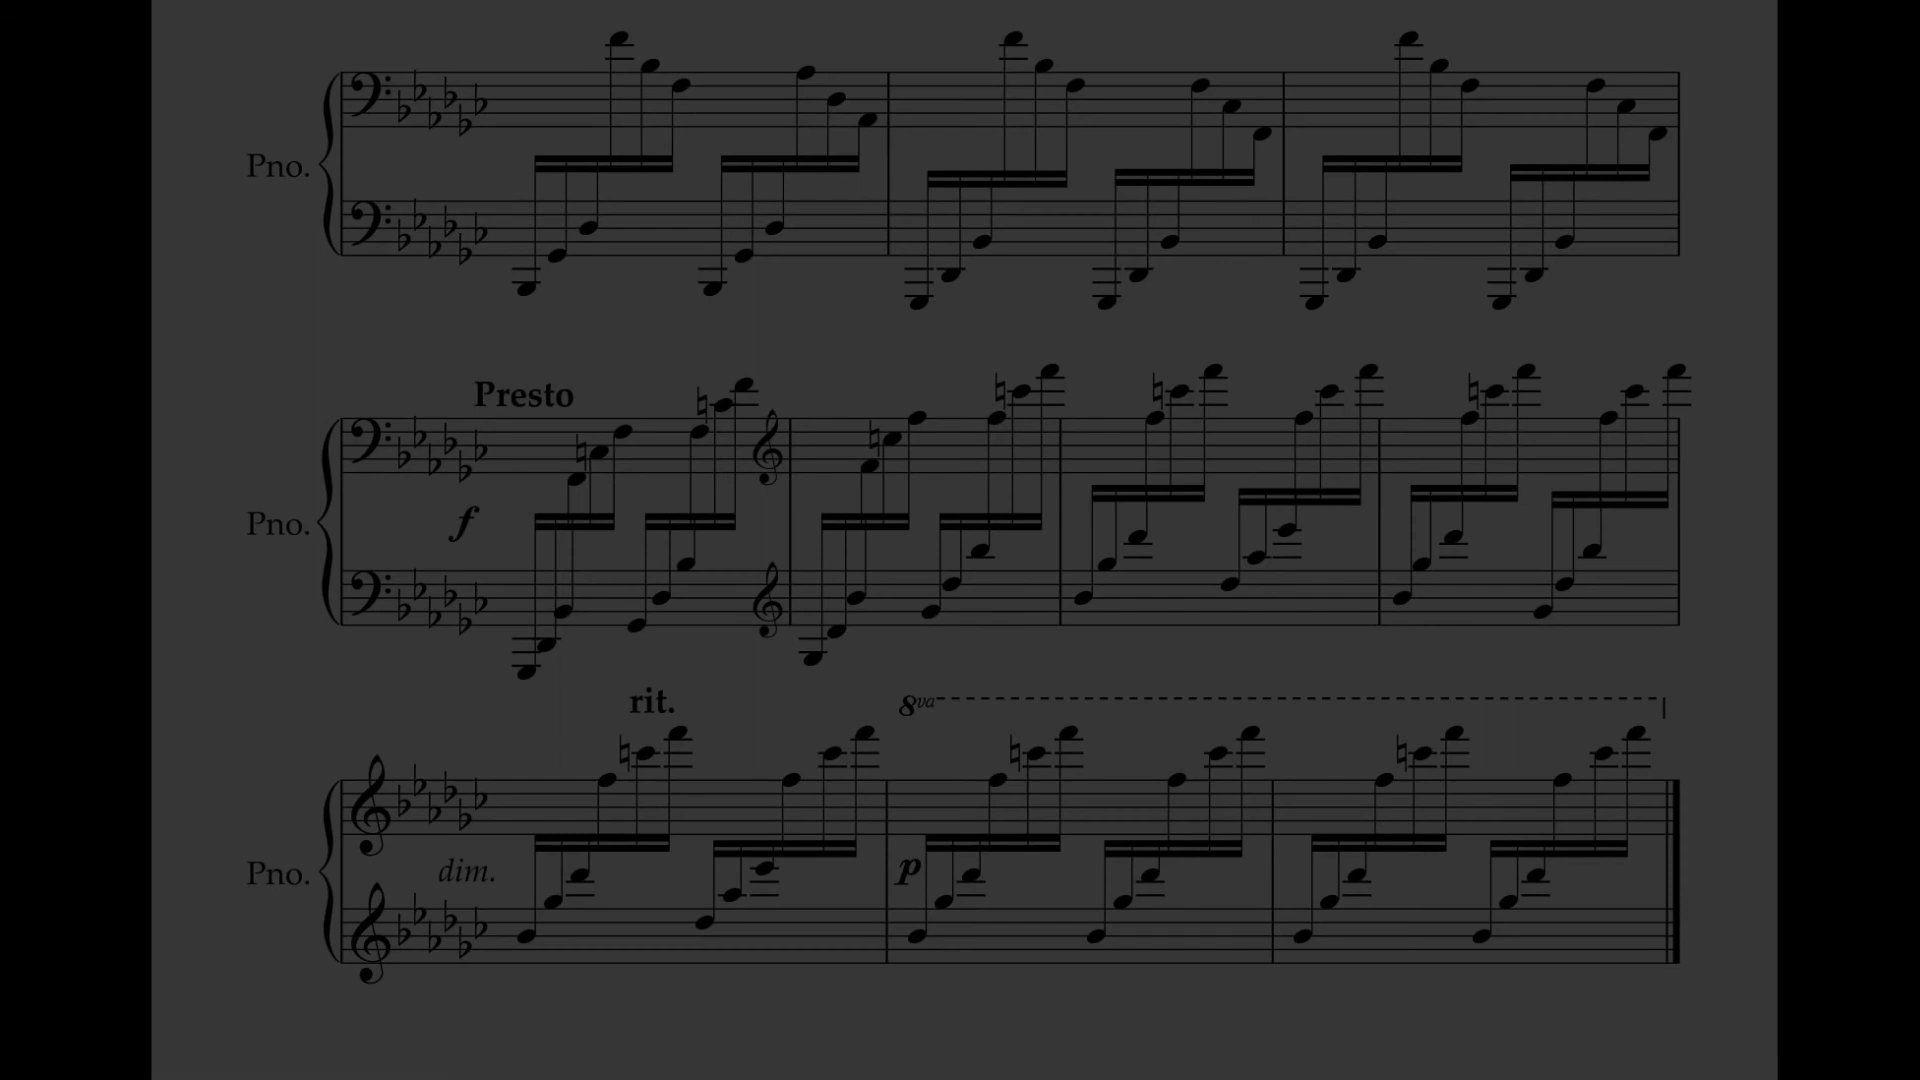 Pno.
Presto
Pno.
f
rit.
8va
Pno.
dim.
p